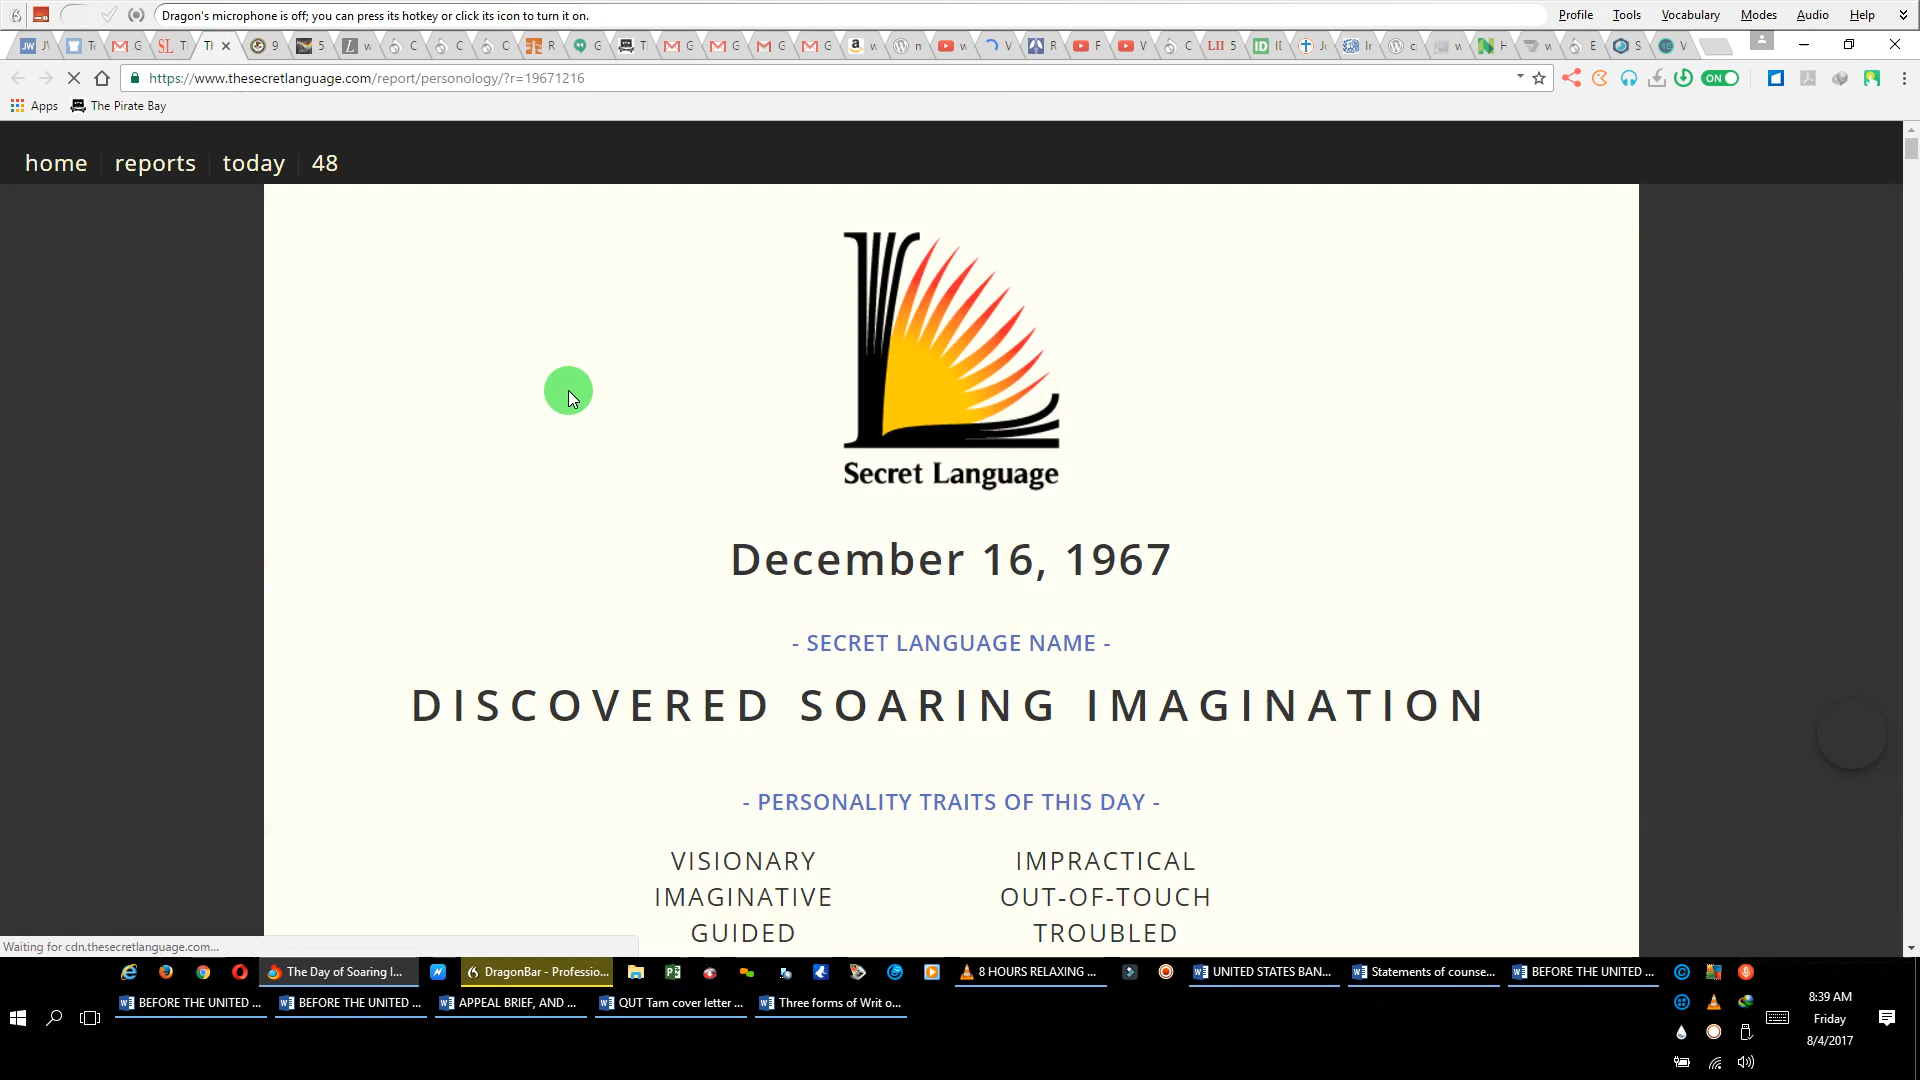 Dragon's microphone is off; you can press its hotkey or click its icon to turn it on.
Profile Tools Vocabulary Modes Audio Help
https://www.thesecretlanguage.com/report/personology/?r=19671216
ON
Apps The Pirate Bay
home reports today 48
Secret Language
December 16, 1967
- SECRET LANGUAGE NAME -
DISCOVERED SOARING IMAGINATION
- PERSONALITY TRAITS OF THIS DAY -
VISIONARY IMPRACTICAL
IMAGINATIVE OUT-OF-TOUCH
GUIDED TROUBLED
Waiting for cdn.thesecretlanguage.com...
The Day of Soaring I... DragonBar - Professio... 8 HOURS RELAXING ... UNITED STATES BAN... Statements of counse... BEFORE THE UNITED ...
BEFORE THE UNITED ... BEFORE THE UNITED ... APPEAL BRIEF, AND ... QUT Tam cover letter ... Three forms of Writ o...
8:39 AM
Friday
8/4/2017